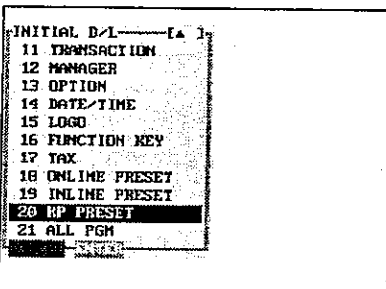 INITIAL D/L
11 TRANSACTION
12 MANAGER
13 OPTION
14 DATE/TIME
15 LOGO
16 FUNCTION KEY
17 TAX
18 ONLINE PRESET
19 INLINE PRESET
20 KP PRESET
21 ALL PGM